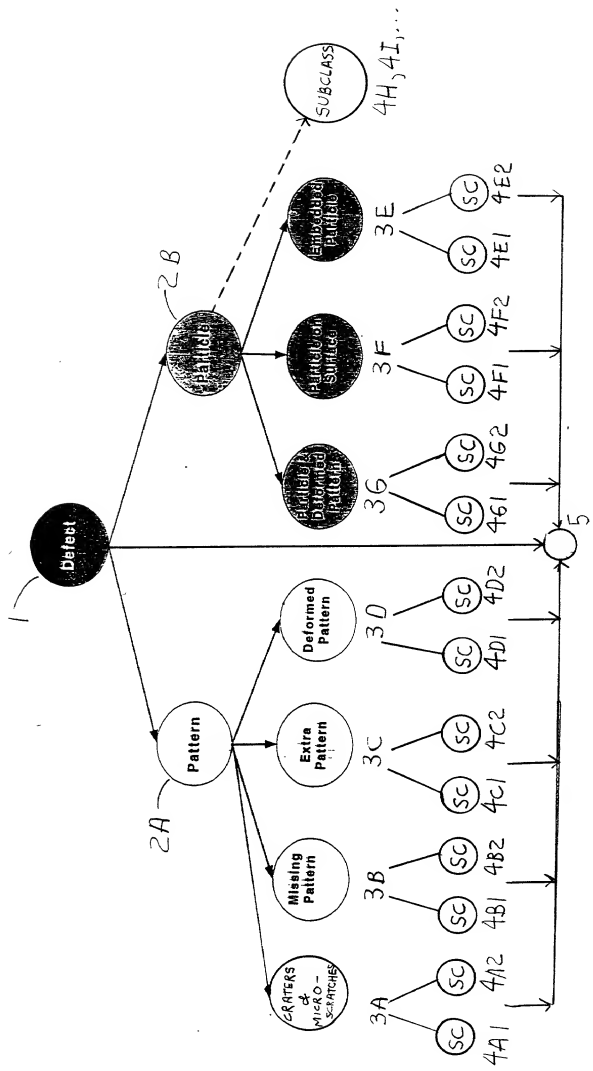 1
Defect
2A
Pattern
2B
Particle
CRATERS
&
MICRO-
SCRATCHES
Missing
Pattern
Extra
Pattern
Deformed
Pattern
Particle &
Deformed
Pattern
Particle on
Surface
Embedded
Particle
SUBCLASS
4H, 4I, ...
3A
3B
3C
3D
3G
3F
3E
SC
SC
SC
SC
SC
SC
SC
SC
SC
SC
SC
SC
SC
SC
4A1
4A2
4B1
4B2
4C1
4C2
4D1
4D2
4G1
4G2
4F1
4F2
4E1
4E2
5